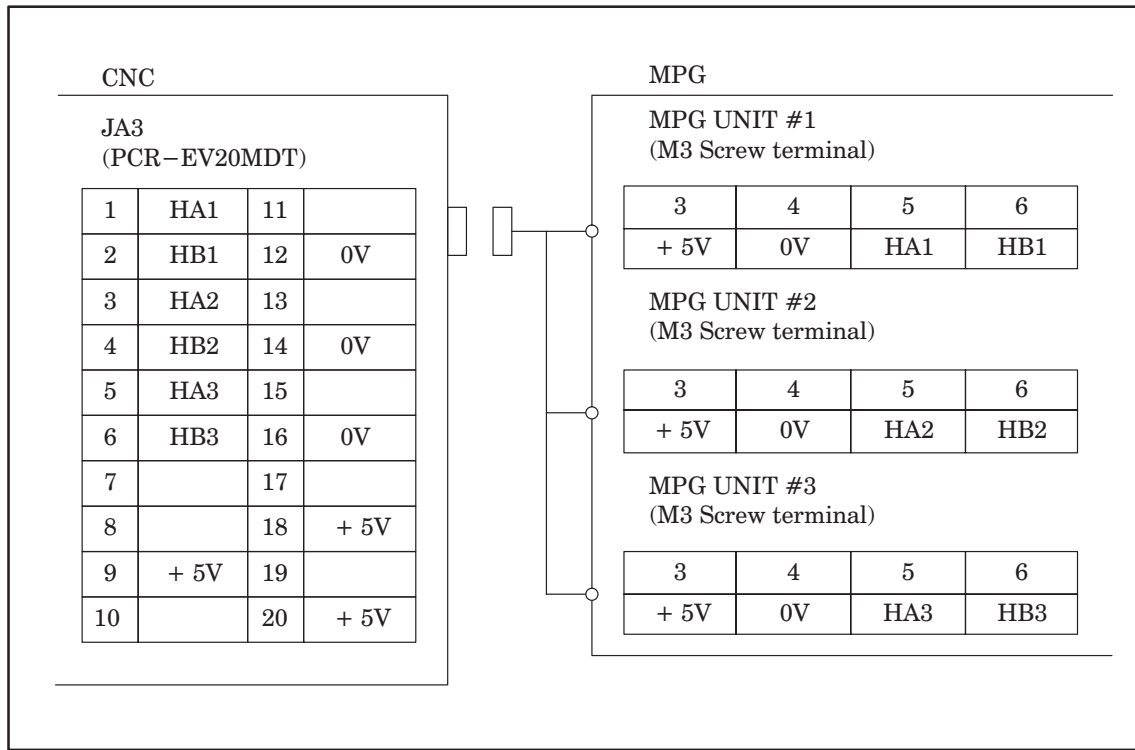 CNC
JA3
(PCR−EV20MDT)
1 HA1 11
2 HB1 12 0V
3 HA2 13
4 HB2 14 0V
5 HA3 15
6 HB3 16 0V
7 17
8 18 + 5V
9 + 5V 19
10 20 + 5V
MPG
MPG UNIT #1
(M3 Screw terminal)
3 4 5 6
+ 5V 0V HA1 HB1
MPG UNIT #2
(M3 Screw terminal)
3 4 5 6
+ 5V 0V HA2 HB2
MPG UNIT #3
(M3 Screw terminal)
3 4 5 6
+ 5V 0V HA3 HB3